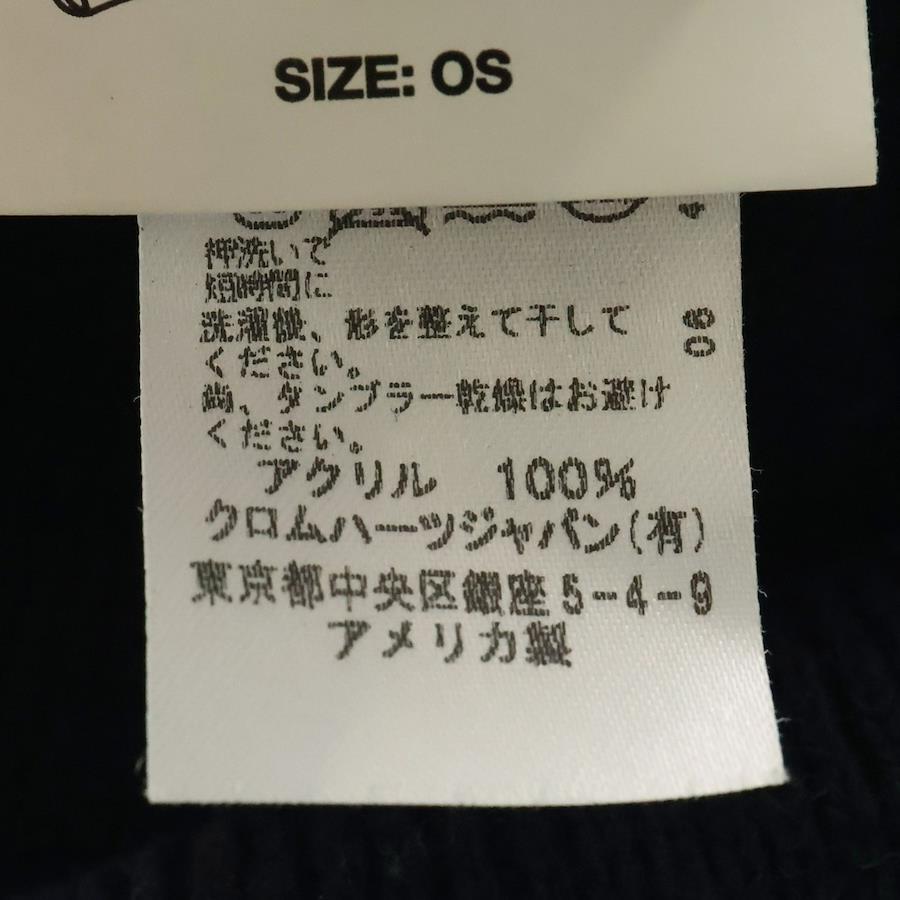 SIZE: OS
押洗いで
短時間に
洗濯後、形を整えて干して
ください。
尚、タンブラー乾燥はお避け
ください。
08
アクリル 100%
クロムハーツジャパン(有)
東京都中央区銀座5-4-9
アメリカ製